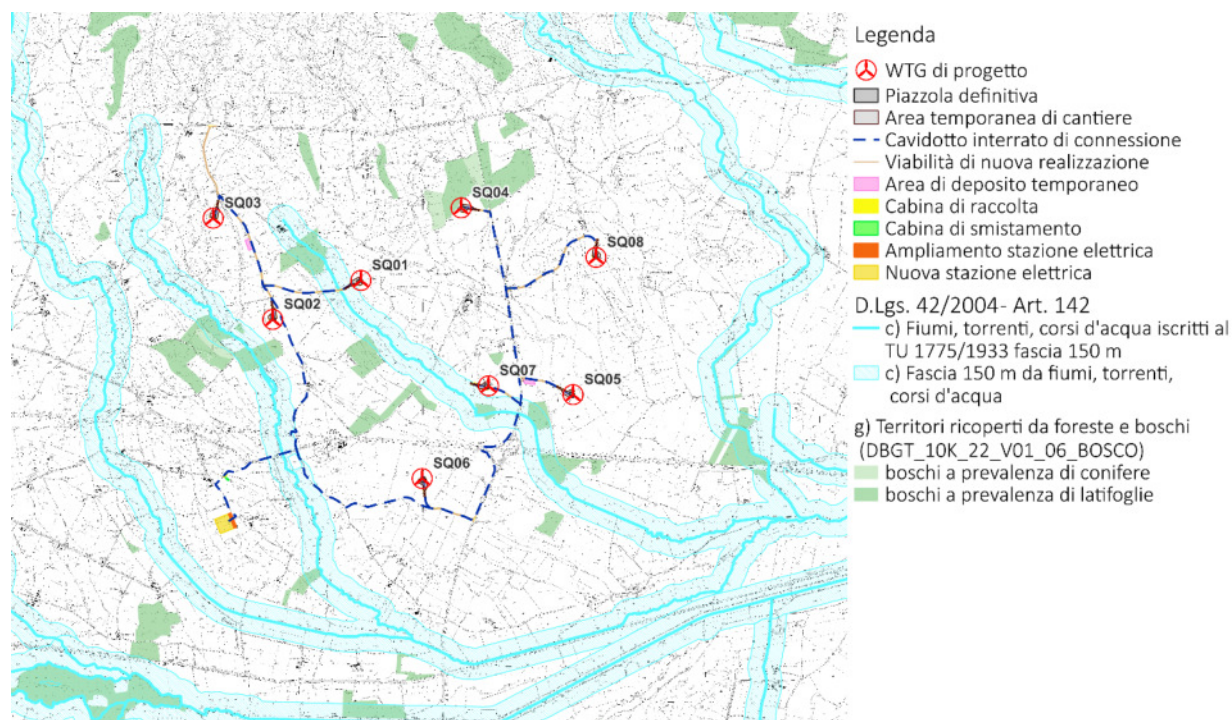 SQ04
SQ03
SQ08
SQ01
SQ02
SQ07
SQ05
SQ06
Legenda
WTG di progetto
Piazzola definitiva
Area temporanea di cantiere
Cavidotto interrato di connessione
Viabilità di nuova realizzazione
Area di deposito temporaneo
Cabina di raccolta
Cabina di smistamento
Ampliamento stazione elettrica
Nuova stazione elettrica
D.Lgs. 42/2004- Art. 142
c) Fiumi, torrenti, corsi d'acqua iscritti al
TU 1775/1933 fascia 150 m
c) Fascia 150 m da fiumi, torrenti,
corsi d'acqua
g) Territori ricoperti da foreste e boschi
(DBGT_10K_22_V01_06_BOSCO)
boschi a prevalenza di conifere
boschi a prevalenza di latifoglie